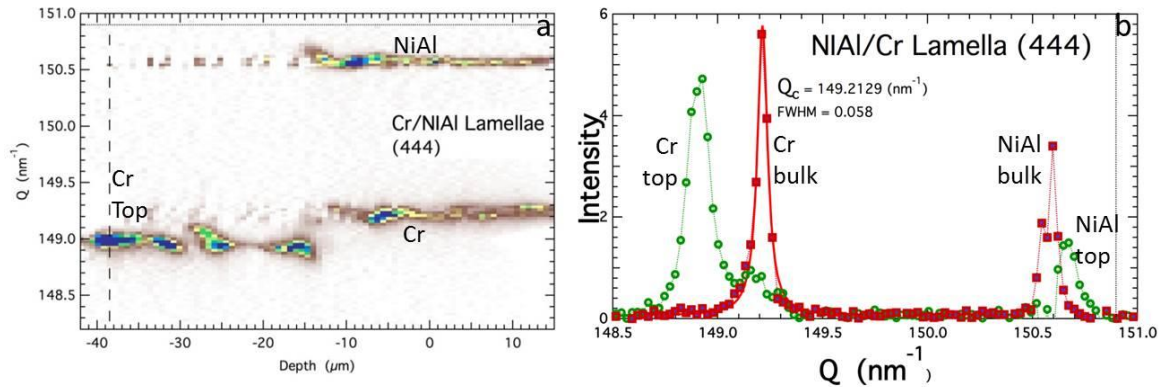 151.0
150.5
150.0
149.5
149.0
148.5
Q (nm⁻¹)
a
NiAl
Cr/NiAl Lamellae
(444)
Cr
Top
Cr
-40
-30
-20
-10
0
10
Depth (μm)
6
4
2
0
Intensity
b
NIAl/Cr Lamella (444)
Qc = 149.2129 (nm⁻¹)
FWHM = 0.058
Cr
top
Cr
bulk
NiAl
bulk
NiAl
top
148.5
149.0
149.5
150.0
150.5
151.0
Q (nm⁻¹)